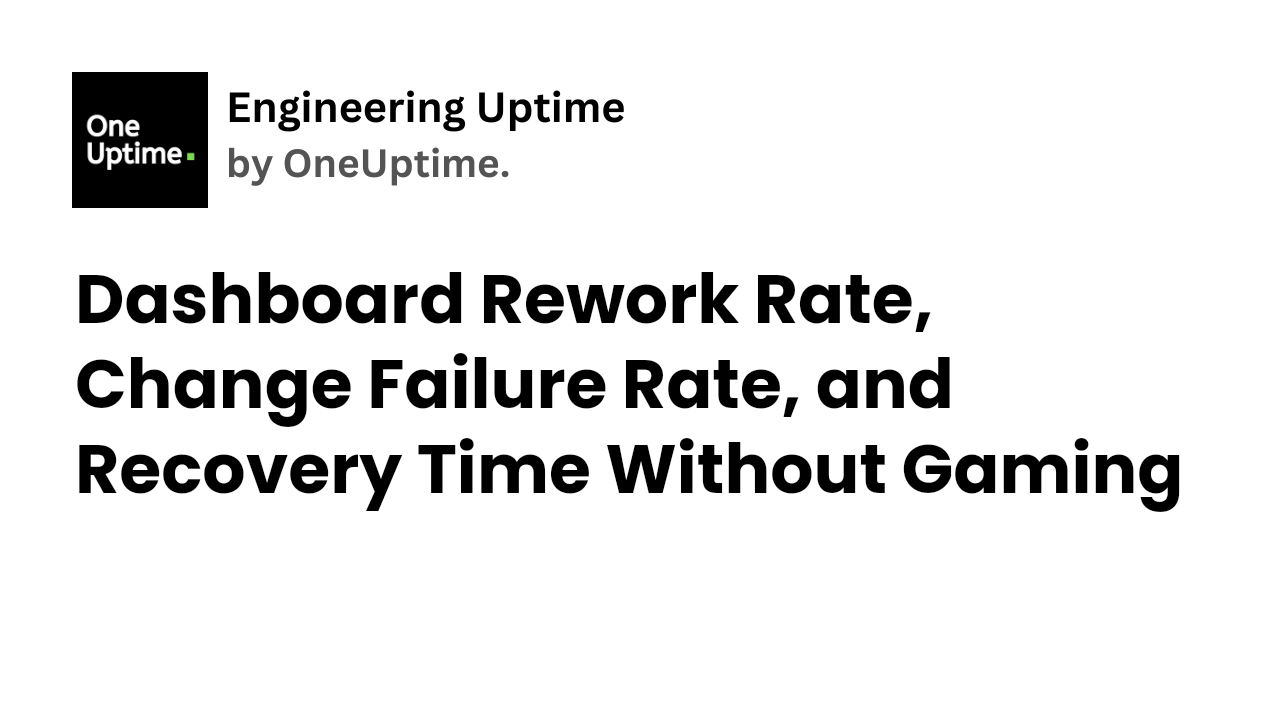 One
Uptime.
Engineering Uptime
by OneUptime.
Dashboard Rework Rate,
Change Failure Rate, and
Recovery Time Without Gaming